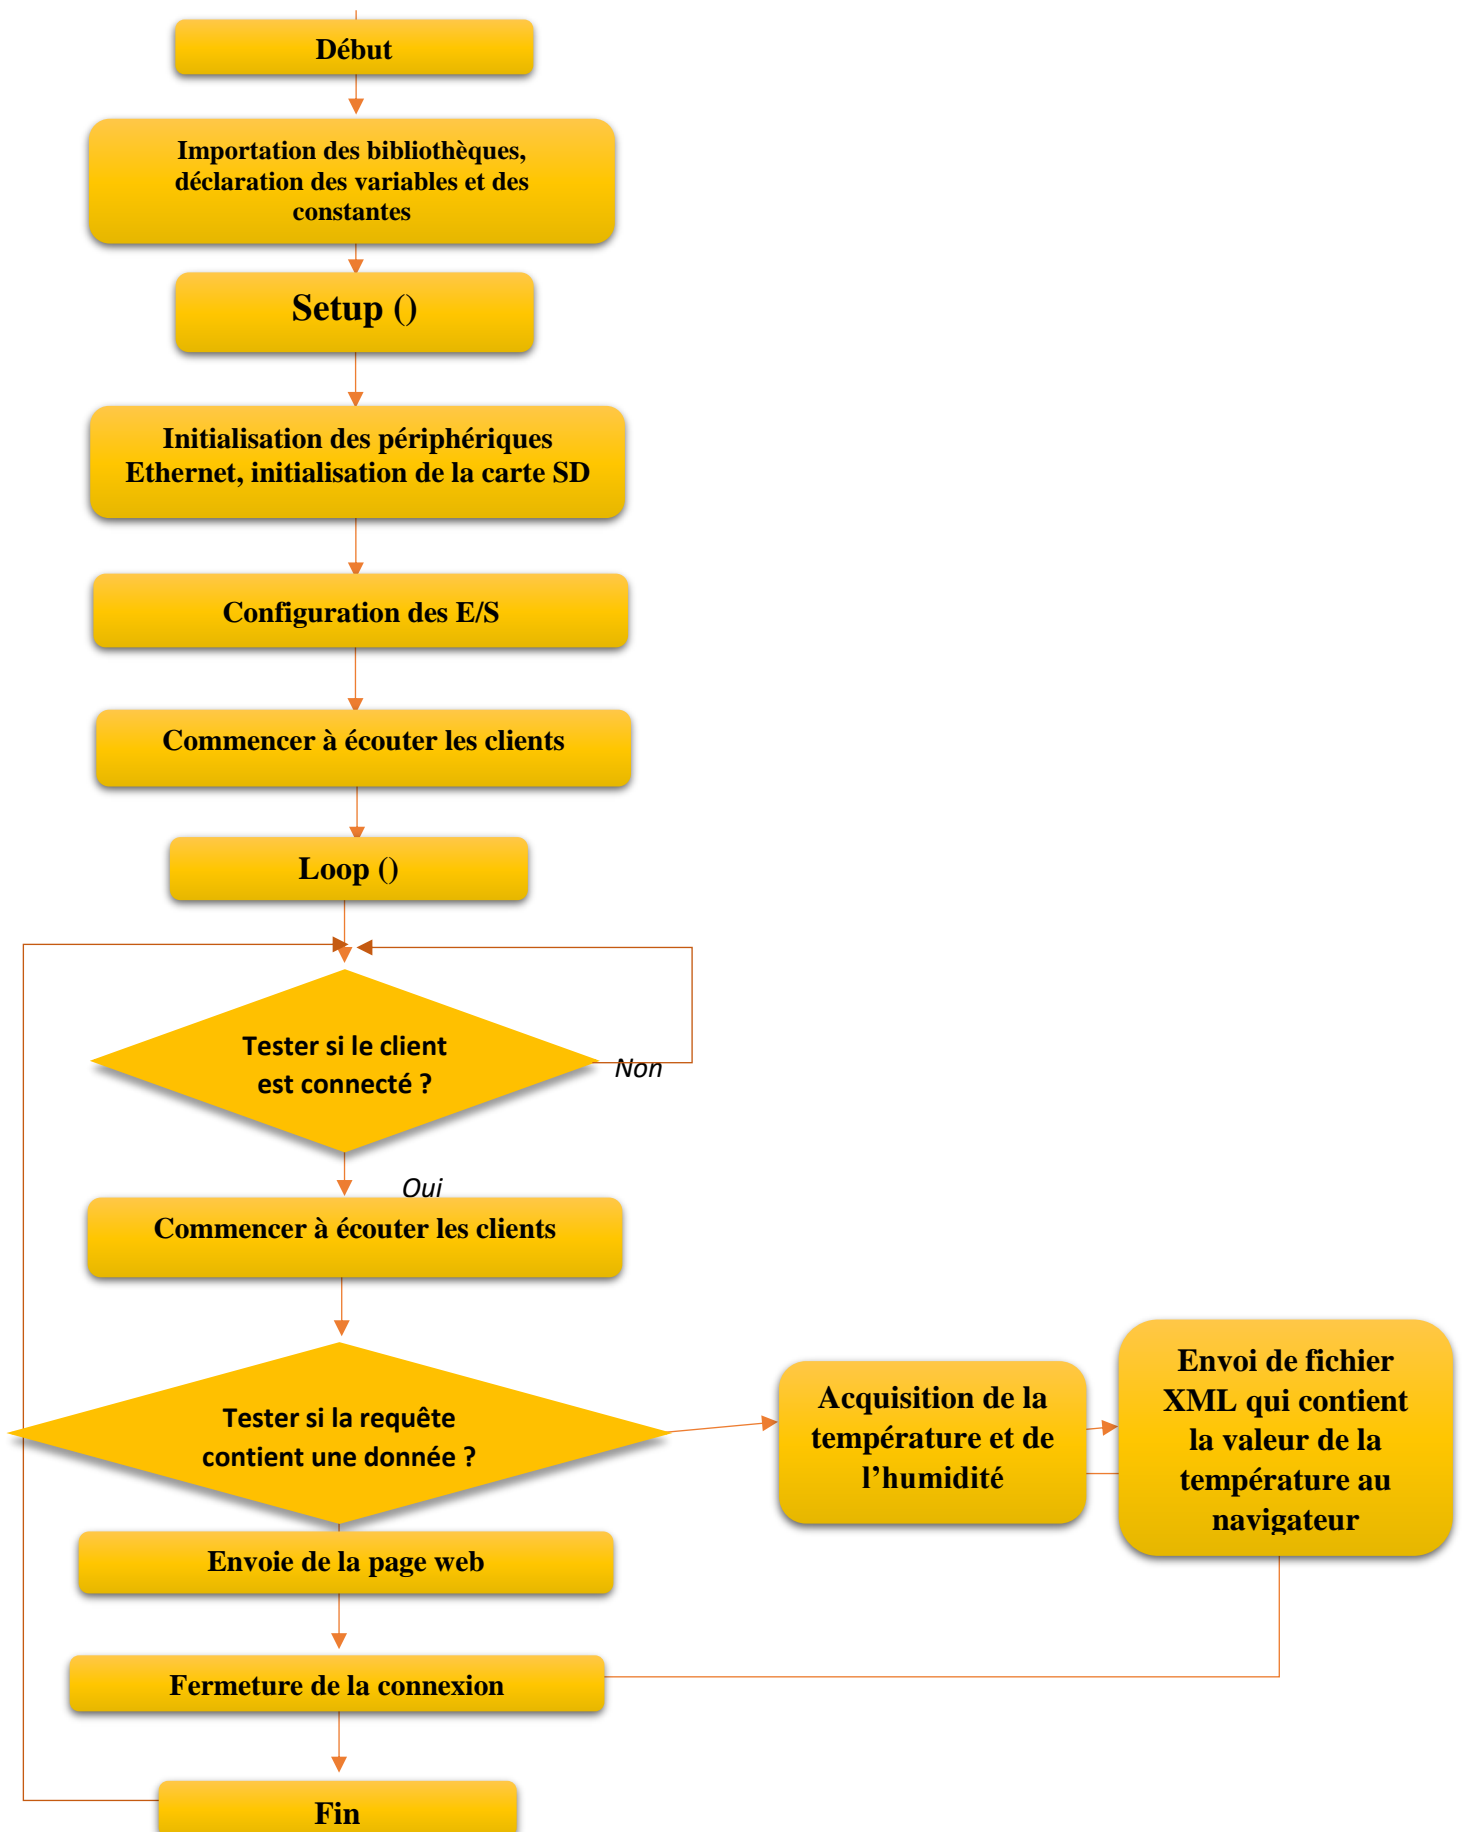 Début
Importation des bibliothèques,
déclaration des variables et des
constantes
Setup ()
Initialisation des périphériques
Ethernet, initialisation de la carte SD
Configuration des E/S
Commencer à écouter les clients
Loop ()
Tester si le client
est connecté ?
Non
Oui
Commencer à écouter les clients
Tester si la requête
contient une donnée ?
Acquisition de la
température et de
l’humidité
Envoi de fichier
XML qui contient
la valeur de la
température au
navigateur
Envoie de la page web
Fermeture de la connexion
Fin